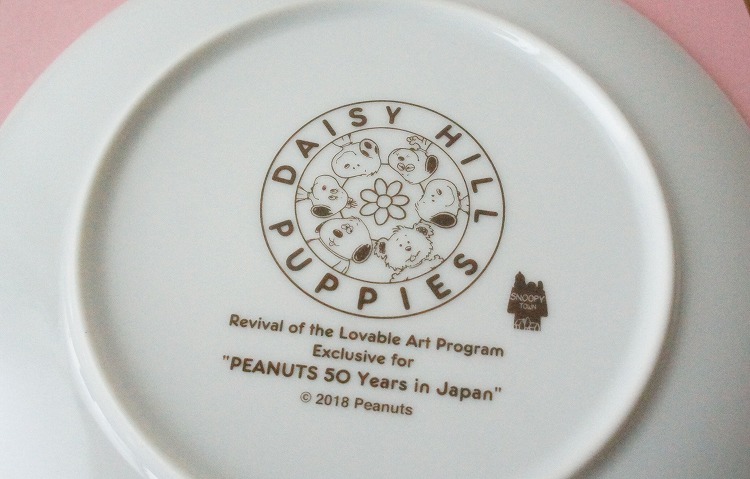 DAISY HILL
PUPPIES
SNOOPY
TOWN
Revival of the Lovable Art Program
Exclusive for
"PEANUTS 50 Years in Japan"
© 2018 Peanuts